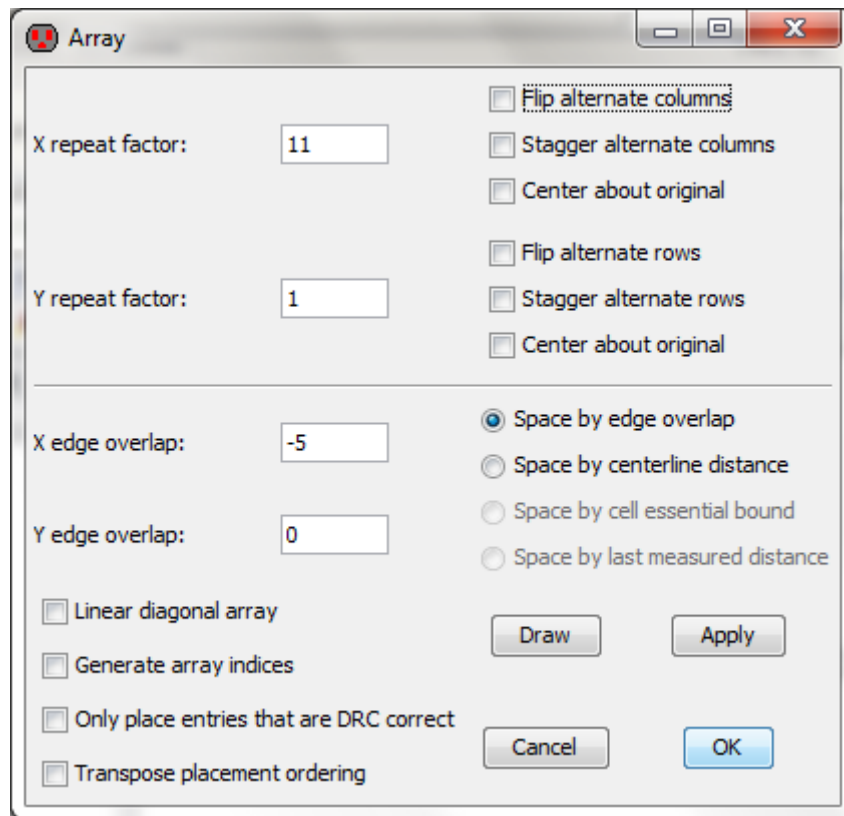 Array
Flip alternate columns
X repeat factor:
11
Stagger alternate columns
Center about original
Flip alternate rows
Y repeat factor:
1
Stagger alternate rows
Center about original
X edge overlap:
-5
Space by edge overlap
Space by centerline distance
Space by cell essential bound
Y edge overlap:
0
Space by last measured distance
Linear diagonal array
Generate array indices
Only place entries that are DRC correct
Transpose placement ordering
Draw
Apply
Cancel
OK